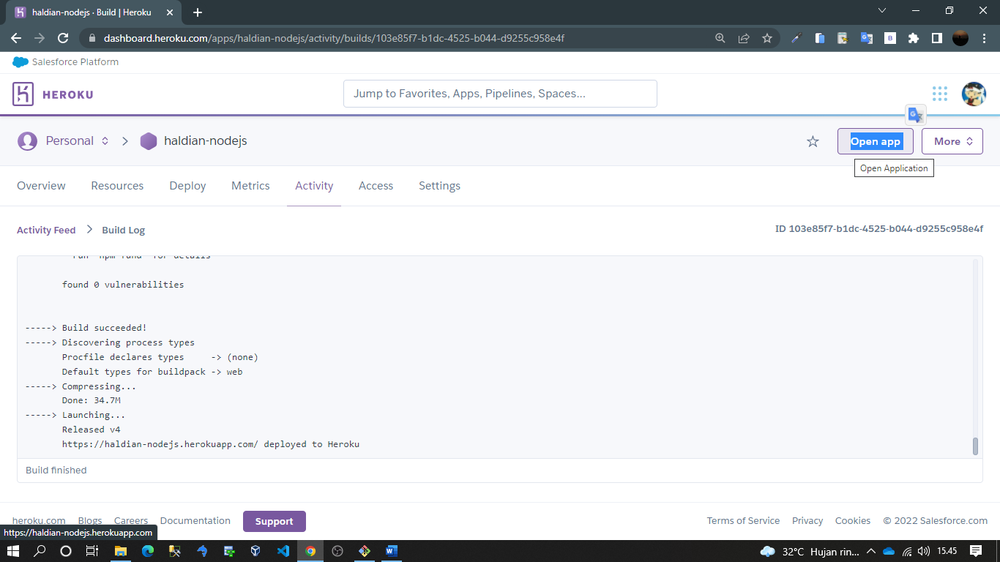 haldian-nodejs · Build | Heroku
dashboard.heroku.com/apps/haldian-nodejs/activity/builds/103e85f7-b1dc-4525-b044-d9255c958e4f
Salesforce Platform
HEROKU
Jump to Favorites, Apps, Pipelines, Spaces...
Personal
haldian-nodejs
Open app
More
Open Application
Overview
Resources
Deploy
Metrics
Activity
Access
Settings
Activity Feed
Build Log
ID 103e85f7-b1dc-4525-b044-d9255c958e4f
run `npm fund` for details
found 0 vulnerabilities
-----> Build succeeded!
-----> Discovering process types
Procfile declares types     -> (none)
Default types for buildpack -> web
-----> Compressing...
Done: 34.7M
-----> Launching...
Released v4
https://haldian-nodejs.herokuapp.com/ deployed to Heroku
Build finished
heroku.com
Blogs
Careers
Documentation
Support
Terms of Service
Privacy
Cookies
© 2022 Salesforce.com
https://haldian-nodejs.herokuapp.com
32°C Hujan rin...
15.45